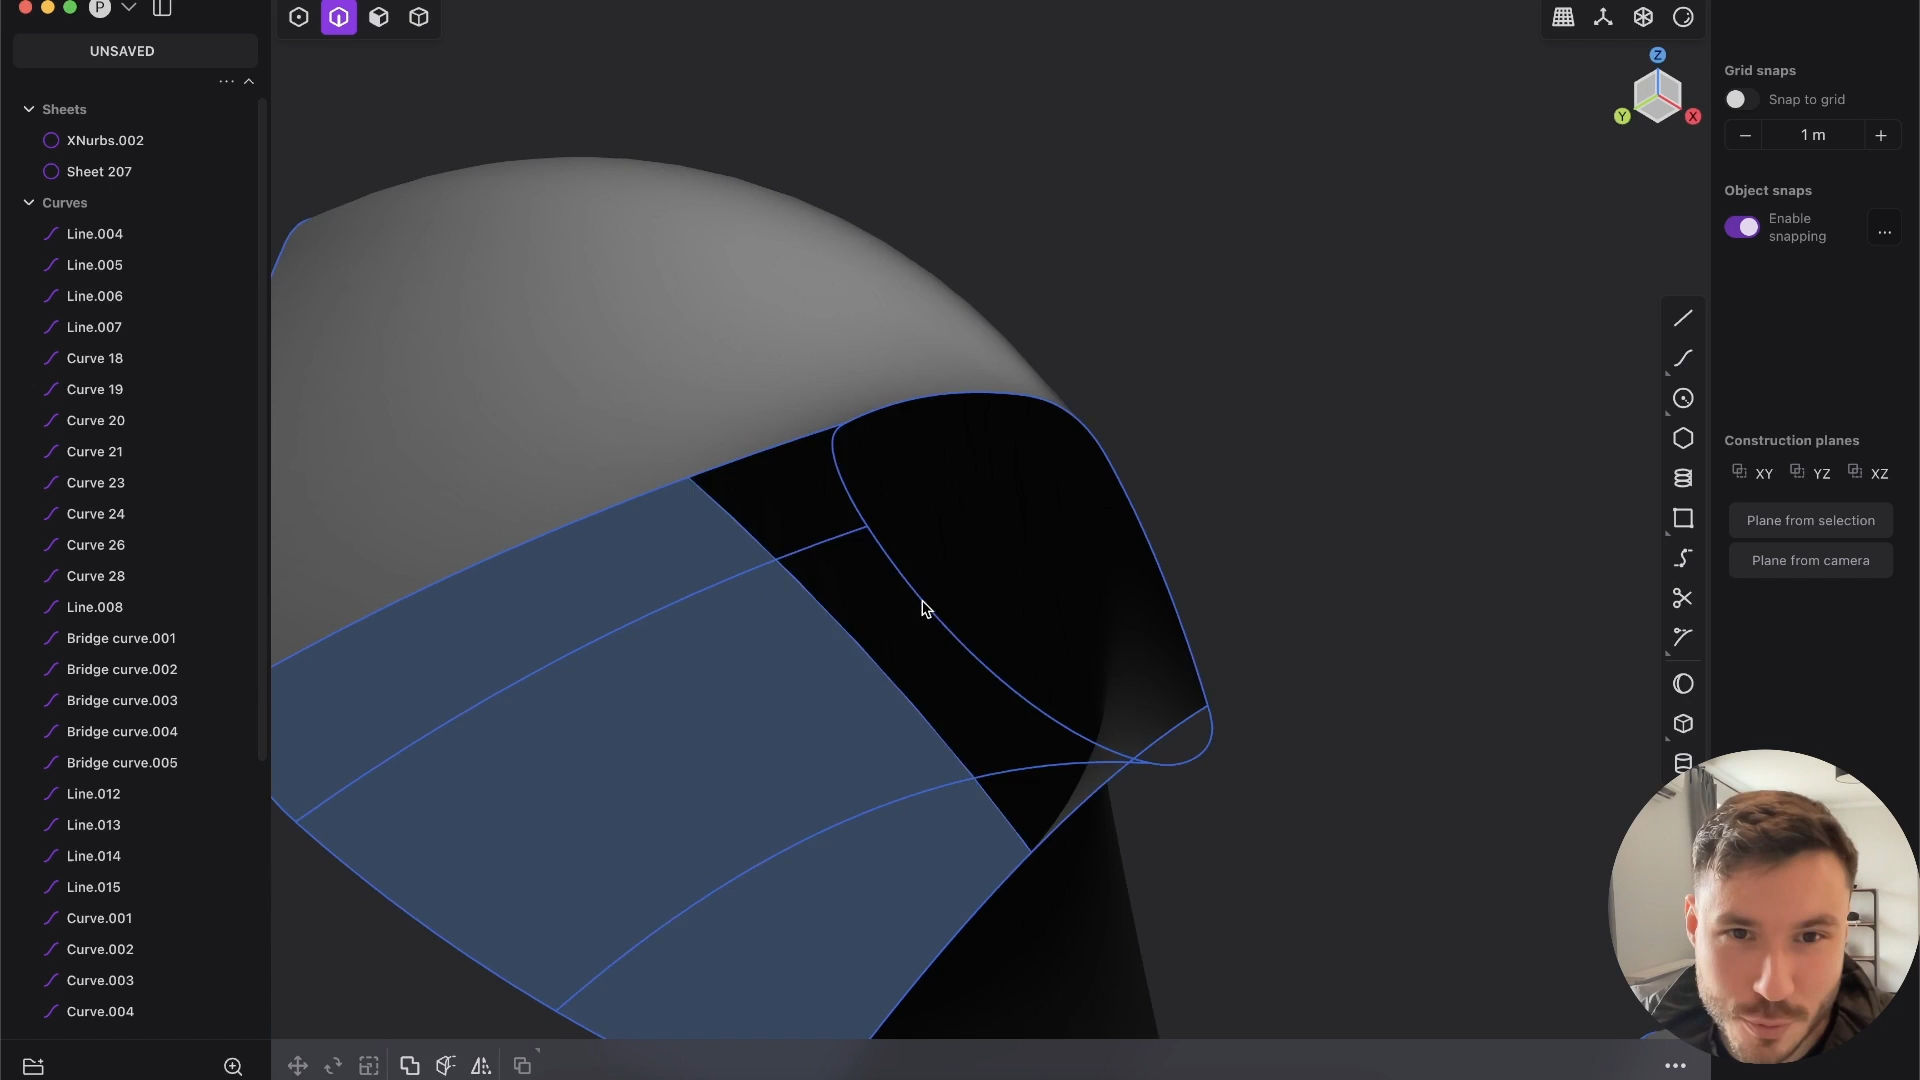 P
UNSAVED
Sheets
XNurbs.002
Sheet 207
Curves
Line.004
Line.005
Line.006
Line.007
Curve 18
Curve 19
Curve 20
Curve 21
Curve 23
Curve 24
Curve 26
Curve 28
Line.008
Bridge curve.001
Bridge curve.002
Bridge curve.003
Bridge curve.004
Bridge curve.005
Line.012
Line.013
Line.014
Line.015
Curve.001
Curve.002
Curve.003
Curve.004
Z
Y
X
Grid snaps
Snap to grid
1 m
Object snaps
Enable
snapping
...
Construction planes
XY YZ XZ
Plane from selection
Plane from camera